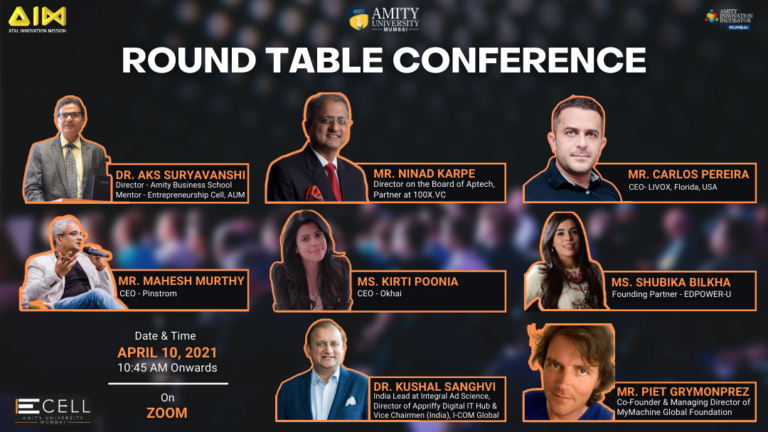 AIM
ATAL INNOVATION MISSION
AMITY
UNIVERSITY
MUMBAI
AMITY
INNOVATION
INCUBATOR
MUMBAI
ROUND TABLE CONFERENCE
DR. AKS SURYAVANSHI
Director - Amity Business School
Mentor - Entrepreneurship Cell, AUM
MR. NINAD KARPE
Director on the Board of Aptech,
Partner at 100X.VC
MR. CARLOS PEREIRA
CEO- LIVOX, Florida, USA
MR. MAHESH MURTHY
CEO - Pinstrom
MS. KIRTI POONIA
CEO - Okhai
MS. SHUBIKA BILKHA
Founding Partner - EDPOWER-U
Date & Time
APRIL 10, 2021
10:45 AM Onwards
On
ZOOM
DR. KUSHAL SANGHVI
India Lead at Integral Ad Science,
Director of Appriffy Digital IT Hub &
Vice Chairmen (India), I-COM Global
MR. PIET GRYMONPREZ
Co-Founder & Managing Director of
MyMachine Global Foundation
ECELL
AMITY UNIVERSITY
MUMBAI